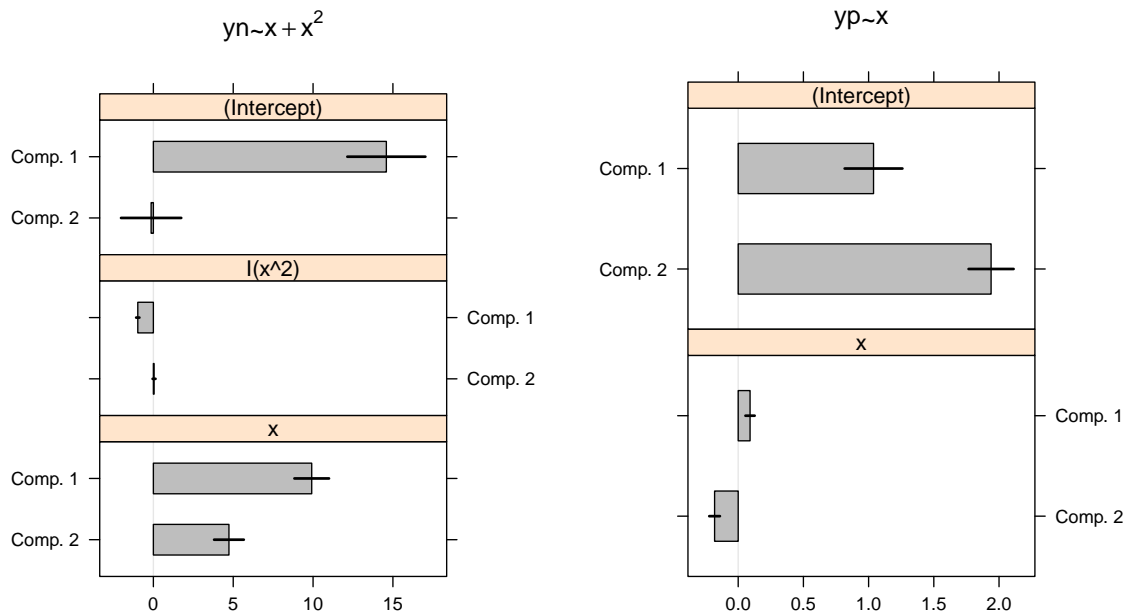 yn~x + x²
(Intercept)
Comp. 1
Comp. 2
I(x^2)
Comp. 1
Comp. 2
x
Comp. 1
Comp. 2
0 5 10 15
yp~x
(Intercept)
Comp. 1
Comp. 2
x
Comp. 1
Comp. 2
0.0 0.5 1.0 1.5 2.0